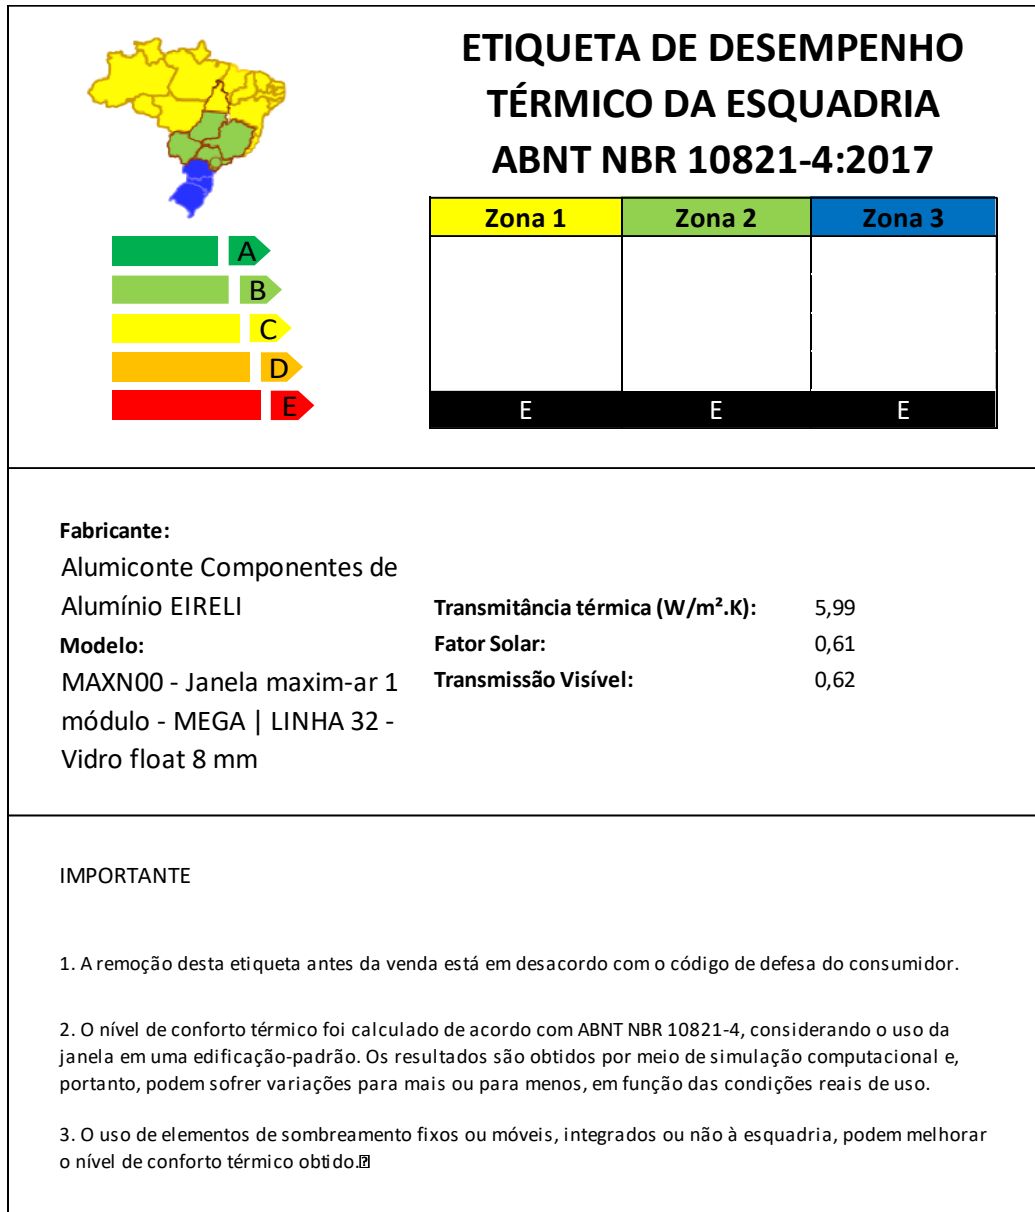 ETIQUETA DE DESEMPENHO
TÉRMICO DA ESQUADRIA
ABNT NBR 10821-4:2017
Zona 1 Zona 2 Zona 3
A
B
C
D
E
E E E
Fabricante:
Alumiconte Componentes de
Alumínio EIRELI
Modelo:
MAXN00 - Janela maxim-ar 1
módulo - MEGA | LINHA 32 -
Vidro float 8 mm
Transmitância térmica (W/m².K): 5,99
Fator Solar: 0,61
Transmissão Visível: 0,62
IMPORTANTE
1. A remoção desta etiqueta antes da venda está em desacordo com o código de defesa do consumidor.
2. O nível de conforto térmico foi calculado de acordo com ABNT NBR 10821-4, considerando o uso da
janela em uma edificação-padrão. Os resultados são obtidos por meio de simulação computacional e,
portanto, podem sofrer variações para mais ou para menos, em função das condições reais de uso.
3. O uso de elementos de sombreamento fixos ou móveis, integrados ou não à esquadria, podem melhorar
o nível de conforto térmico obtido.